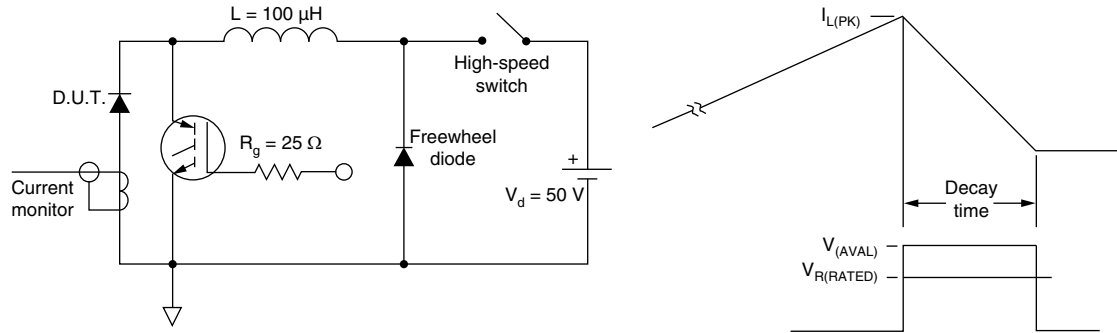 L = 100 µH
D.U.T.
High-speed
switch
R_g = 25 Ω
Freewheel
diode
+
V_d = 50 V
Current
monitor
I_L(PK)
Decay
time
V_(AVAL)
V_R(RATED)